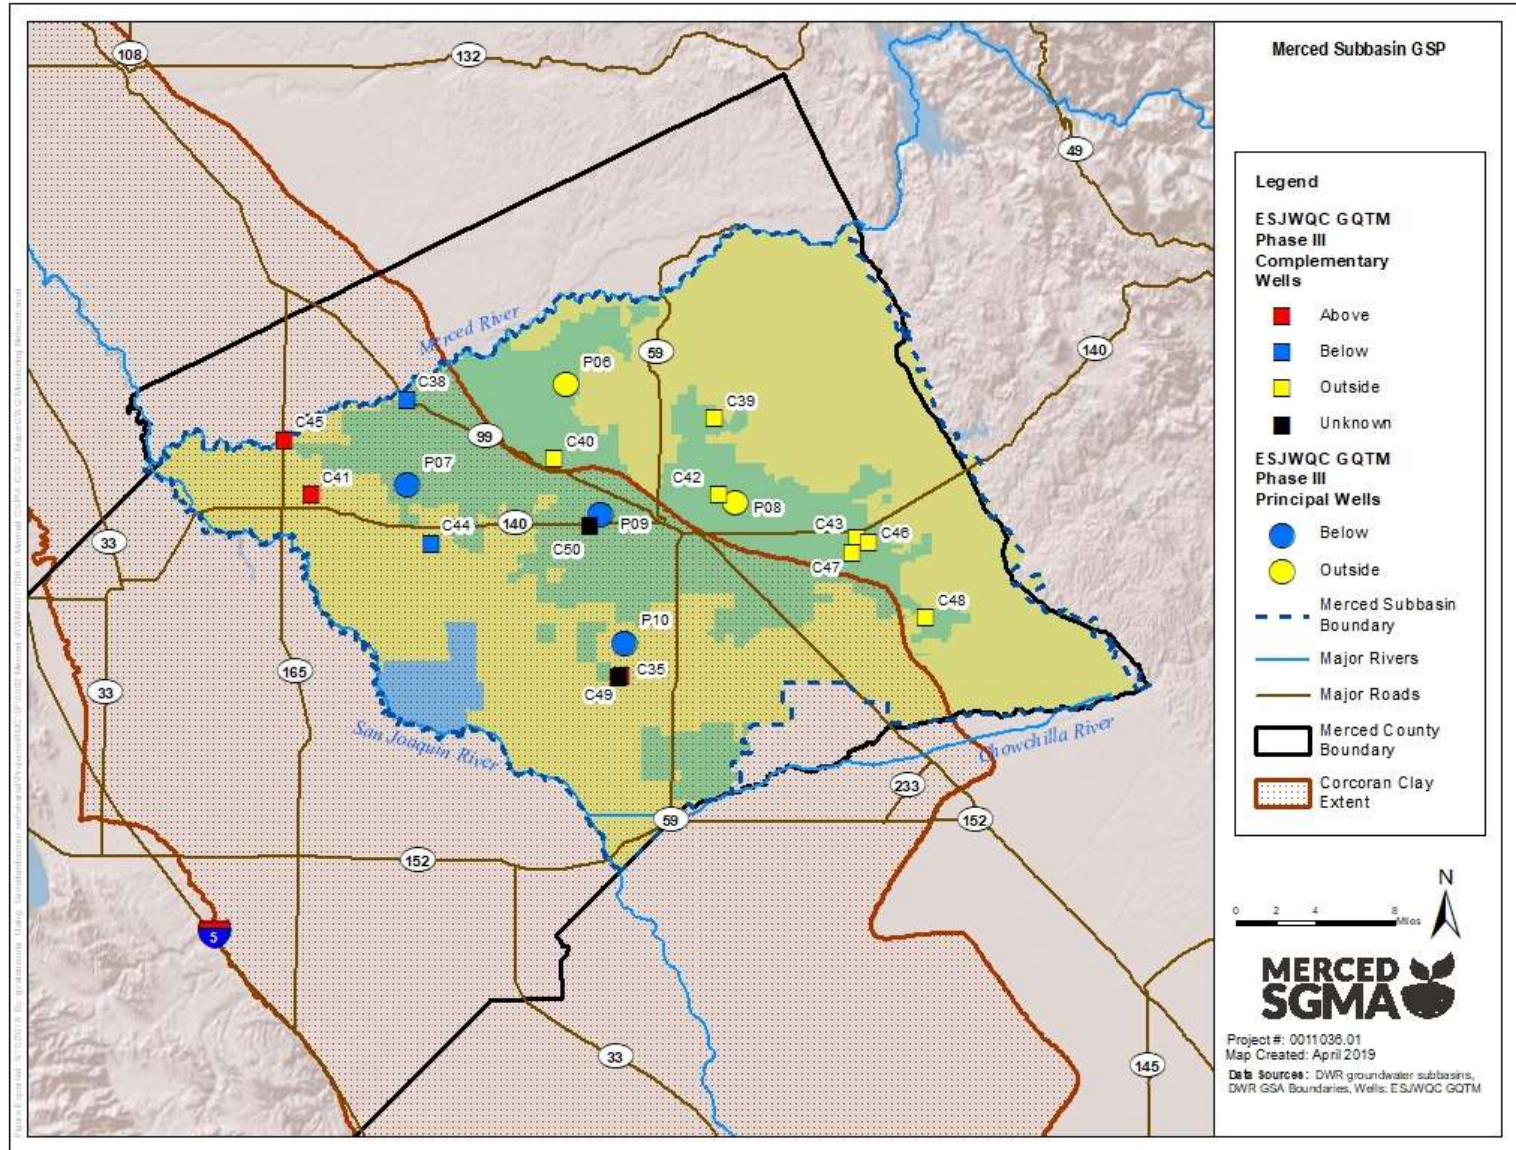 Merced Subbasin GSP
Legend
ESJWQC GQTM
Phase III
Complementary
Wells
Above
Below
Outside
Unknown
ESJWQC GQTM
Phase III
Principal Wells
Below
Outside
Merced Subbasin
Boundary
Major Rivers
Major Roads
Merced County
Boundary
Corcoran Clay
Extent
N
0 2 4 8
Miles
MERCED
SGMA
Project #: 0011036.01
Map Created: April 2019
Data Sources: DWR groundwater subbasins,
DWR GSA Boundaries, Wells: ESJWQC GQTM
108
132
49
140
Merced River
59
P06
C38
C39
C45
99
C40
P07
C41
C42
P08
C44
140
P09
C50
C43
C46
C47
33
C48
P10
C35
C49
165
33
San Joaquin River
Chowchilla River
233
59
152
152
5
33
145